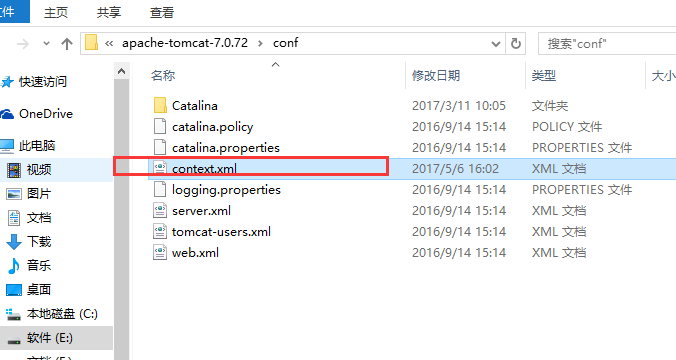 文件 主页 共享 查看
« apache-tomcat-7.0.72 > conf 搜索"conf"
名称 修改日期 类型 大小
快速访问
OneDrive
此电脑
视频
图片
文档
下载
音乐
桌面
本地磁盘 (C:)
软件 (E:)
Catalina 2017/3/11 10:05 文件夹
catalina.policy 2016/9/14 15:14 POLICY 文件
catalina.properties 2016/9/14 15:14 PROPERTIES 文件
context.xml 2017/5/6 16:02 XML 文档
logging.properties 2016/9/14 15:14 PROPERTIES 文件
server.xml 2016/9/14 15:14 XML 文档
tomcat-users.xml 2016/9/14 15:14 XML 文档
web.xml 2016/9/14 15:14 XML 文档